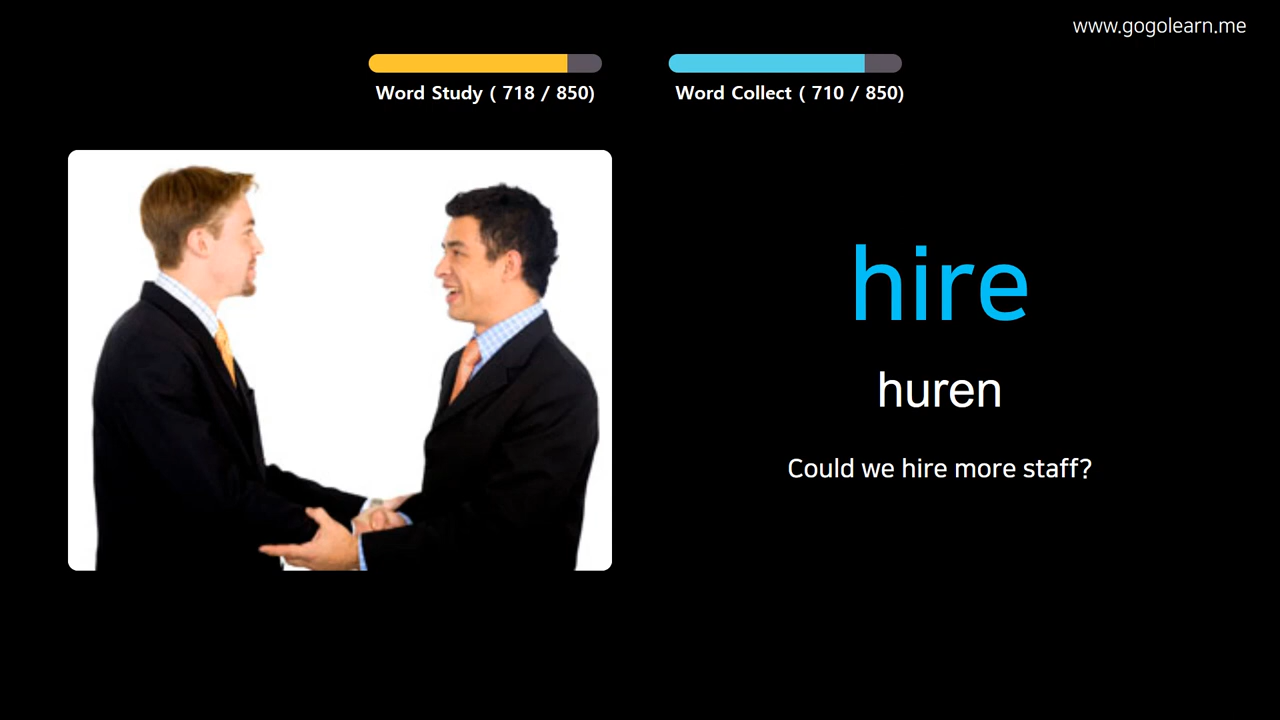 www.gogolearn.me
Word Study ( 718 / 850)
Word Collect ( 710 / 850)
hire
huren
Could we hire more staff?